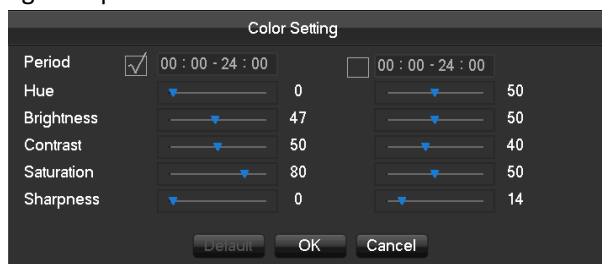 Color Setting
Period 00 : 00 - 24 : 00 00 : 00 - 24 : 00
Hue 0 50
Brightness 47 50
Contrast 50 40
Saturation 80 50
Sharpness 0 14
Default OK Cancel